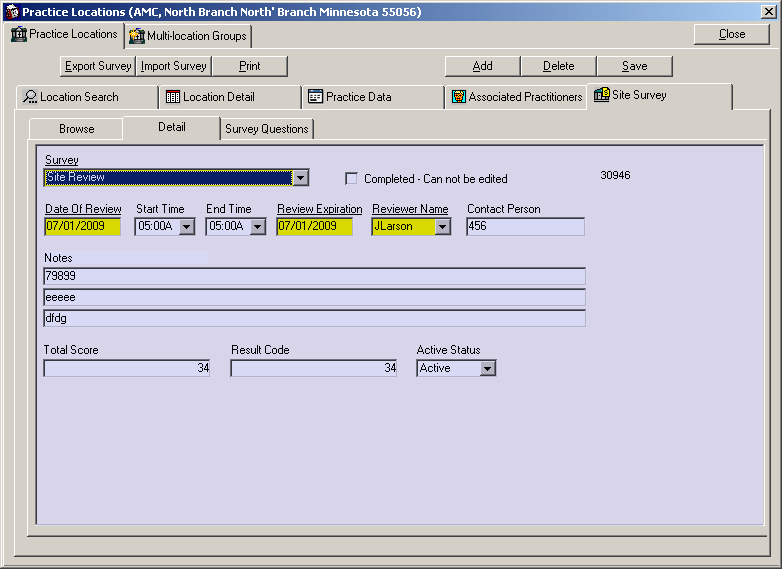 Practice Locations (AMC, North Branch North' Branch Minnesota 55056)
Practice Locations Multi-location Groups Close
Export Survey Import Survey Print Add Delete Save
Location Search Location Detail Practice Data Associated Practitioners Site Survey
Browse Detail Survey Questions
Survey
Site Review Completed - Can not be edited 30946
Date Of Review Start Time End Time Review Expiration Reviewer Name Contact Person
07/01/2009 05:00A 05:00A 07/01/2009 JLarson 456
Notes
79899
eeeee
dfdg
Total Score Result Code Active Status
34 34 Active